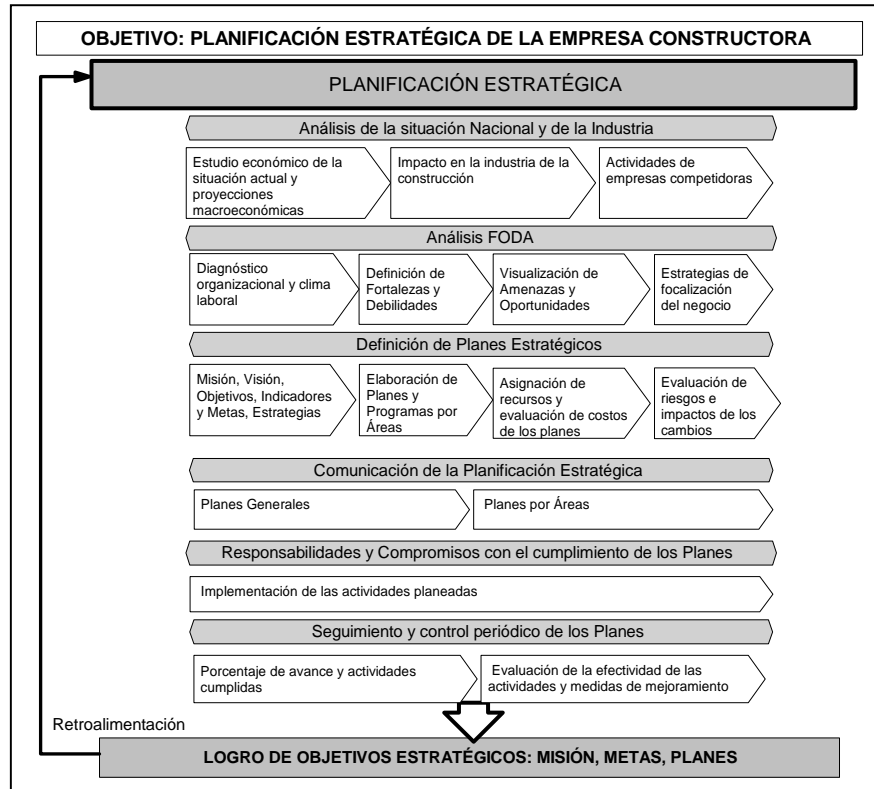 OBJETIVO: PLANIFICACIÓN ESTRATÉGICA DE LA EMPRESA CONSTRUCTORA
PLANIFICACIÓN ESTRATÉGICA
Análisis de la situación Nacional y de la Industria
Estudio económico de la
situación actual y
proyecciones
macroeconómicas
Impacto en la industria de la
construcción
Actividades de
empresas competidoras
Análisis FODA
Diagnóstico
organizacional y clima
laboral
Definición de
Fortalezas y
Debilidades
Visualización de
Amenazas y
Oportunidades
Estrategias de
focalización
del negocio
Definición de Planes Estratégicos
Misión, Visión,
Objetivos, Indicadores
y Metas, Estrategias
Elaboración de
Planes y
Programas por
Áreas
Asignación de
recursos y
evaluación de costos
de los planes
Evaluación de
riesgos e
impactos de los
cambios
Comunicación de la Planificación Estratégica
Planes Generales
Planes por Áreas
Responsabilidades y Compromisos con el cumplimiento de los Planes
Implementación de las actividades planeadas
Seguimiento y control periódico de los Planes
Porcentaje de avance y actividades
cumplidas
Evaluación de la efectividad de las
actividades y medidas de mejoramiento
Retroalimentación
LOGRO DE OBJETIVOS ESTRATÉGICOS: MISIÓN, METAS, PLANES